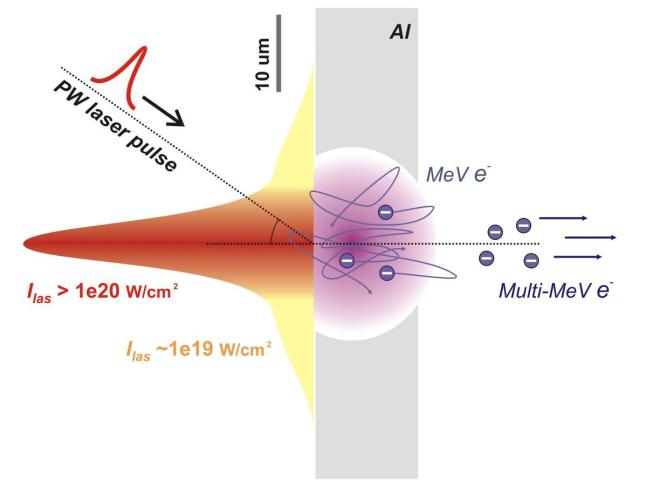 Al
10 um
PW laser pulse
MeV e⁻
Multi-MeV e⁻
I_las > 1e20 W/cm²
I_las ~1e19 W/cm²